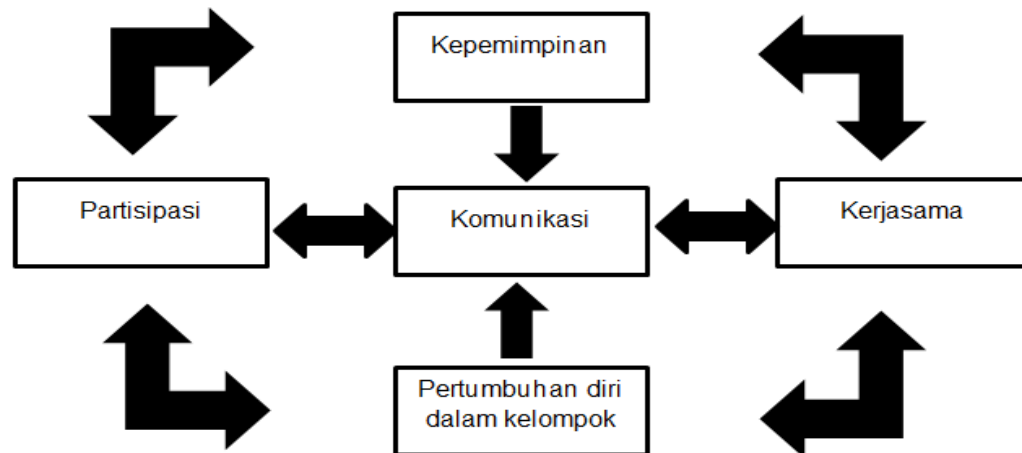 Kepemimpinan
Partisipasi
Komunikasi
Kerjasama
Pertumbuhan diri
dalam kelompok